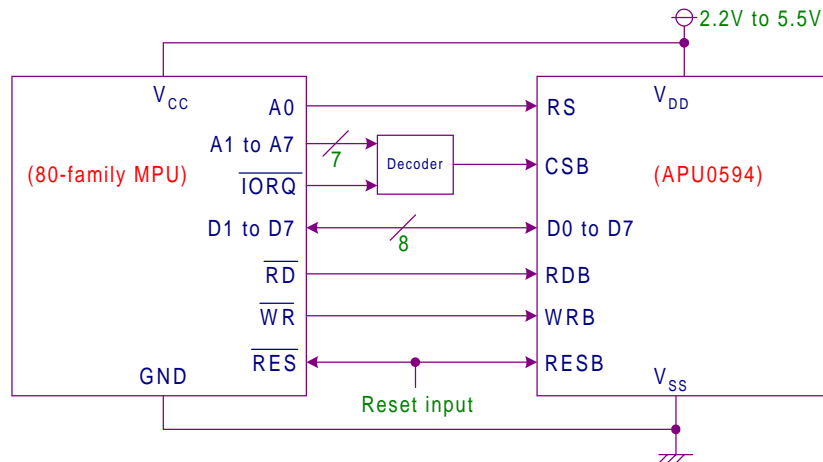 2.2V to 5.5V
VCC
VDD
A0
RS
A1 to A7
7
Decoder
CSB
(80-family MPU)
IORQ
(APU0594)
D1 to D7
8
D0 to D7
RD
RDB
WR
WRB
RES
RESB
GND
Reset input
VSS